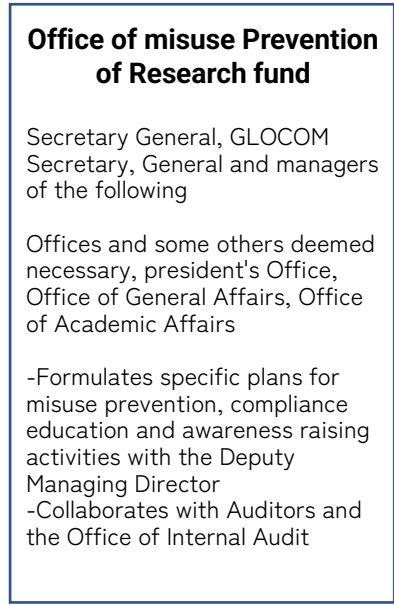 Office of misuse Prevention
of Research fund
Secretary General, GLOCOM
Secretary, General and managers
of the following
Offices and some others deemed
necessary, president's Office,
Office of General Affairs, Office
of Academic Affairs
-Formulates specific plans for
misuse prevention, compliance
education and awareness raising
activities with the Deputy
Managing Director
-Collaborates with Auditors and
the Office of Internal Audit